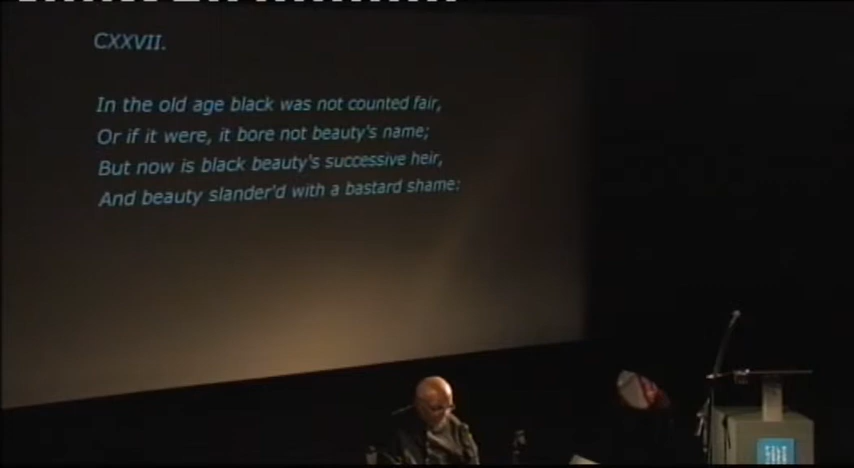 CXXVII.
In the old age black was not counted fair,
Or if it were, it bore not beauty's name;
But now is black beauty's successive heir,
And beauty slander'd with a bastard shame: